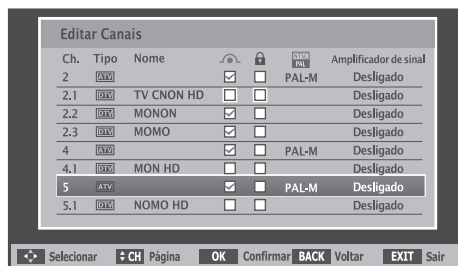 Editar Canais
Ch. Tipo Nome NTSC PAL Amplificador de sinal
2 ATV PAL-M Desligado
2.1 DTV TV CNON HD Desligado
2.2 DTV MONON Desligado
2.3 DTV MOMO Desligado
4 ATV PAL-M Desligado
4.1 DTV MON HD Desligado
5 ATV PAL-M Desligado
5.1 DTV NOMO HD Desligado
Selecionar CH Página OK Confirmar BACK Voltar EXIT Sair